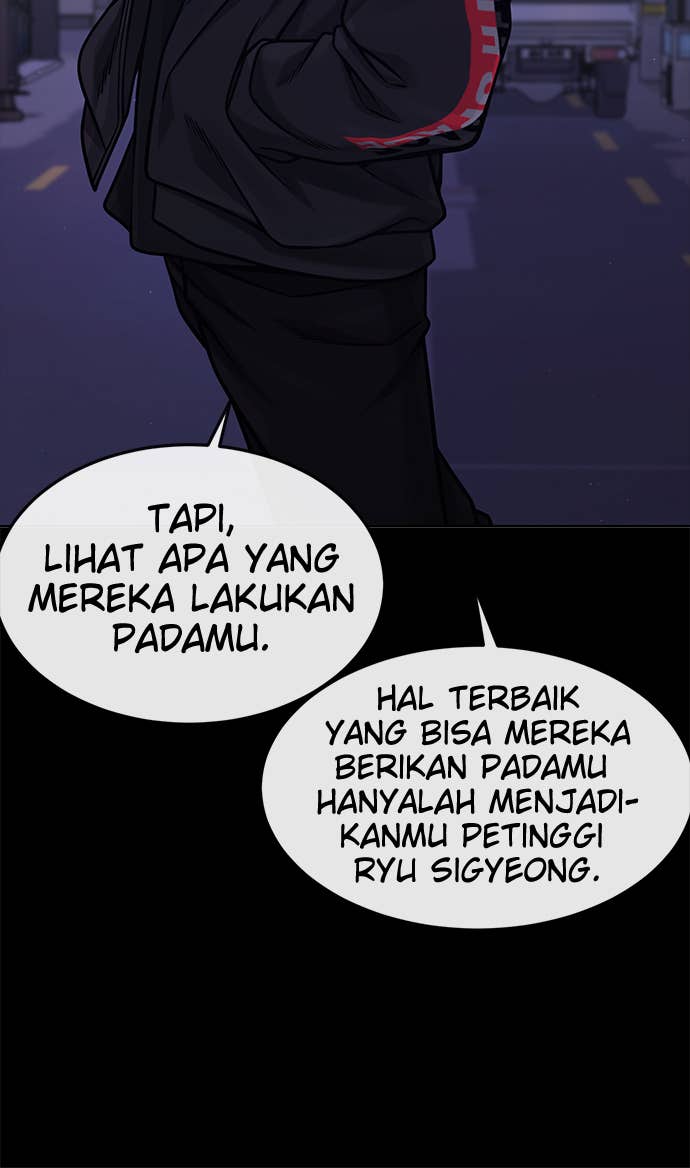 TAPI,
LIHAT APA YANG
MEREKA LAKUKAN
PADAMU.
HAL TERBAIK
YANG BISA MEREKA
BERIKAN PADAMU
HANYALAH MENJADI-
KANMU PETINGGI
RYU SIGYEONG.